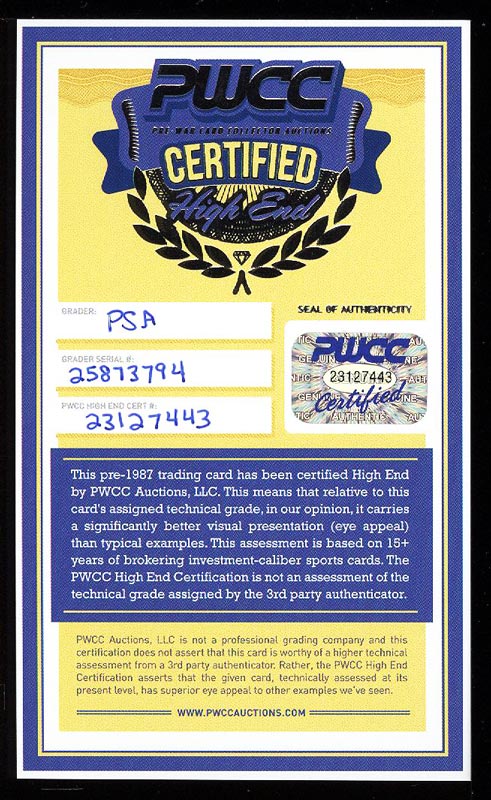 PWCC
PRE-WAR CARD COLLECTOR AUCTIONS
CERTIFIED
High End
GRADER:
PSA
GRADER SERIAL #:
25873794
PWCC HIGH END CERT #:
23127443
SEAL OF AUTHENTICITY
PWCC
23127443
Certified
GENUINE
AUTHENTIC
This pre-1987 trading card has been certified High End
by PWCC Auctions, LLC. This means that relative to this
card's assigned technical grade, in our opinion, it carries
a significantly better visual presentation (eye appeal)
than typical examples. This assessment is based on 15+
years of brokering investment-caliber sports cards. The
PWCC High End Certification is not an assessment of the
technical grade assigned by the 3rd party authenticator.
PWCC Auctions, LLC is not a professional grading company and this
certification does not assert that this card is worthy of a higher technical
assessment from a 3rd party authenticator. Rather, the PWCC High End
Certification asserts that the given card, technically assessed at its
present level, has superior eye appeal to other examples we've seen.
WWW.PWCCAUCTIONS.COM